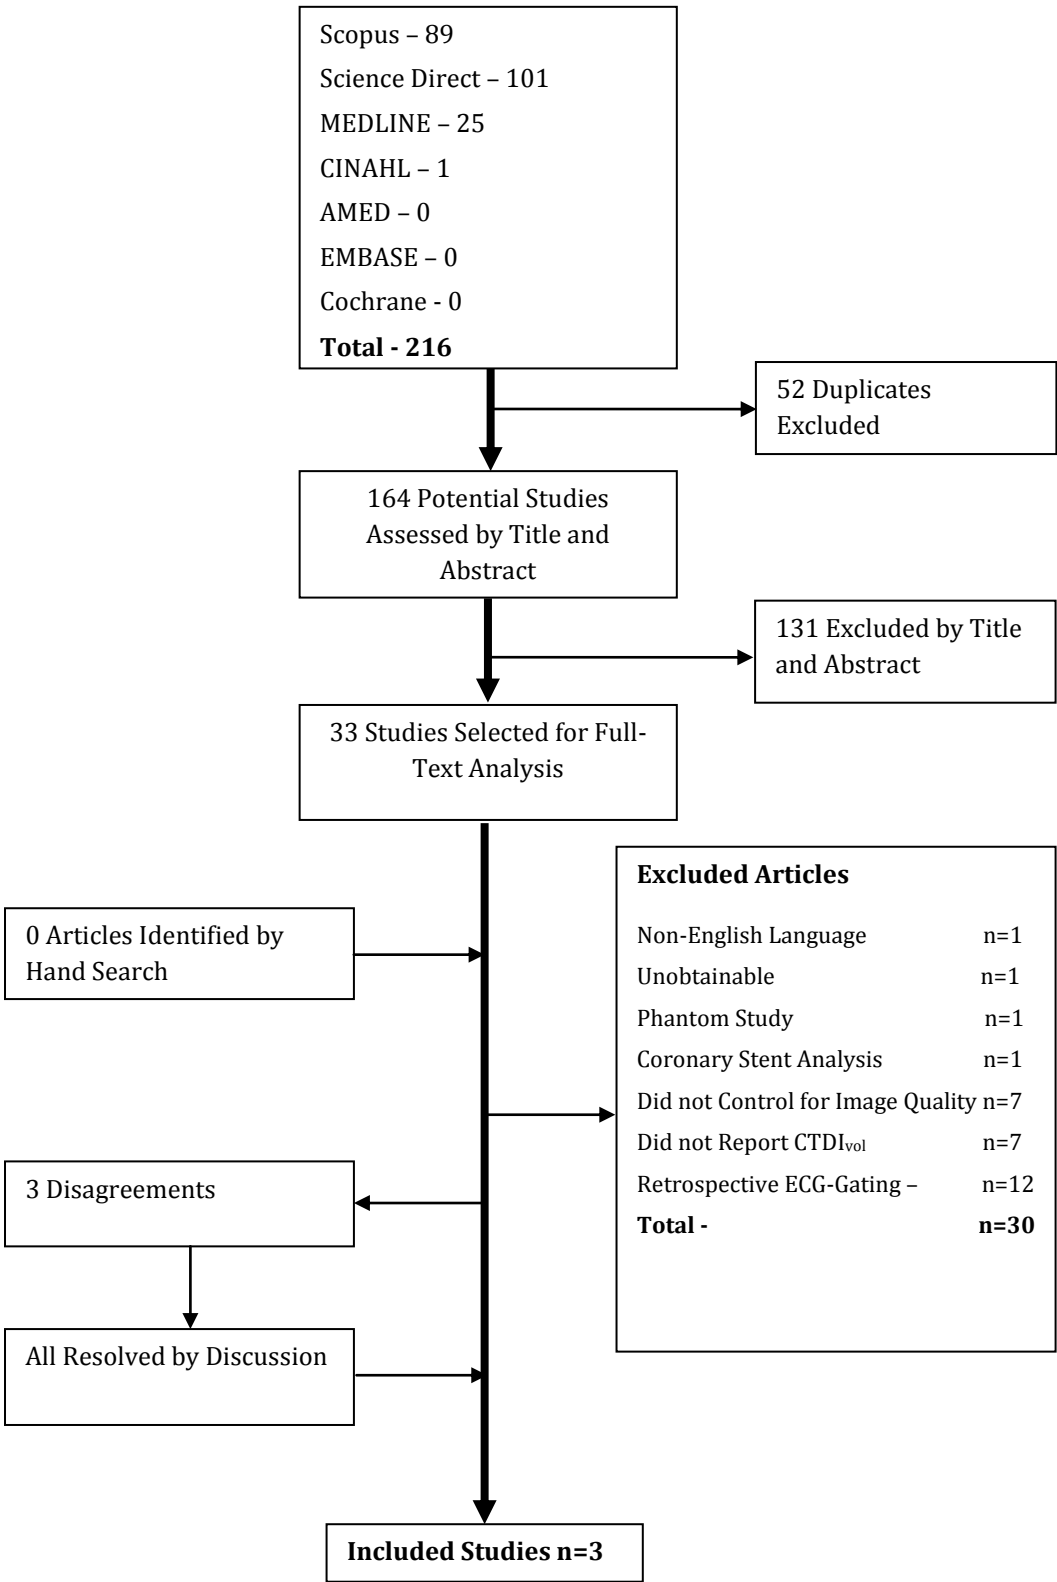 Scopus – 89
Science Direct – 101
MEDLINE – 25
CINAHL – 1
AMED – 0
EMBASE – 0
Cochrane - 0
Total - 216
52 Duplicates
Excluded
164 Potential Studies
Assessed by Title and
Abstract
131 Excluded by Title
and Abstract
33 Studies Selected for Full-
Text Analysis
0 Articles Identified by
Hand Search
Excluded Articles
Non-English Language n=1
Unobtainable n=1
Phantom Study n=1
Coronary Stent Analysis n=1
Did not Control for Image Quality n=7
Did not Report CTDIvol n=7
Retrospective ECG-Gating – n=12
Total - n=30
3 Disagreements
All Resolved by Discussion
Included Studies n=3